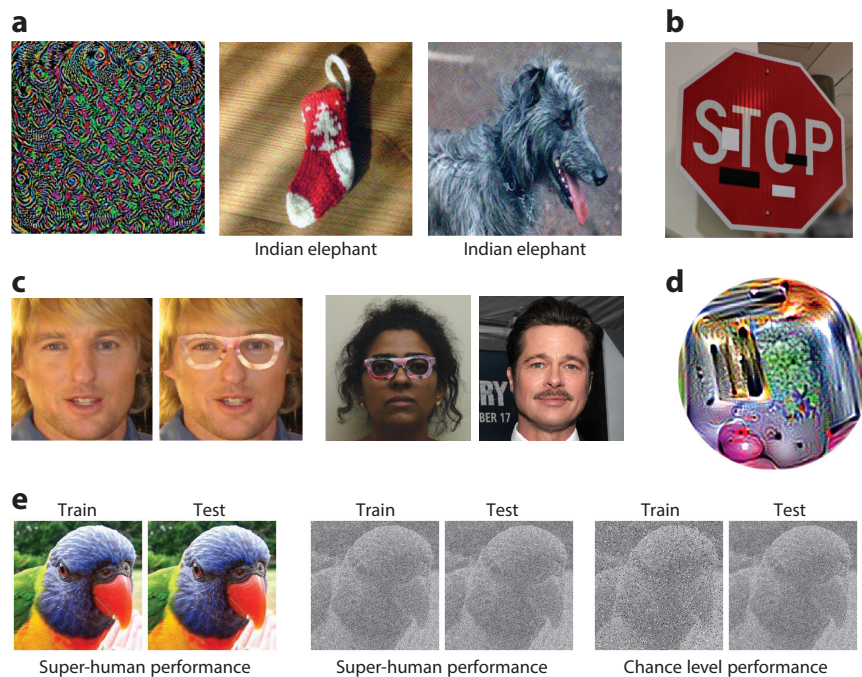 a
b
Indian elephant
Indian elephant
STOP
c
d
RY
BER 17
e
Train
Test
Train
Test
Train
Test
Super-human performance
Super-human performance
Chance level performance